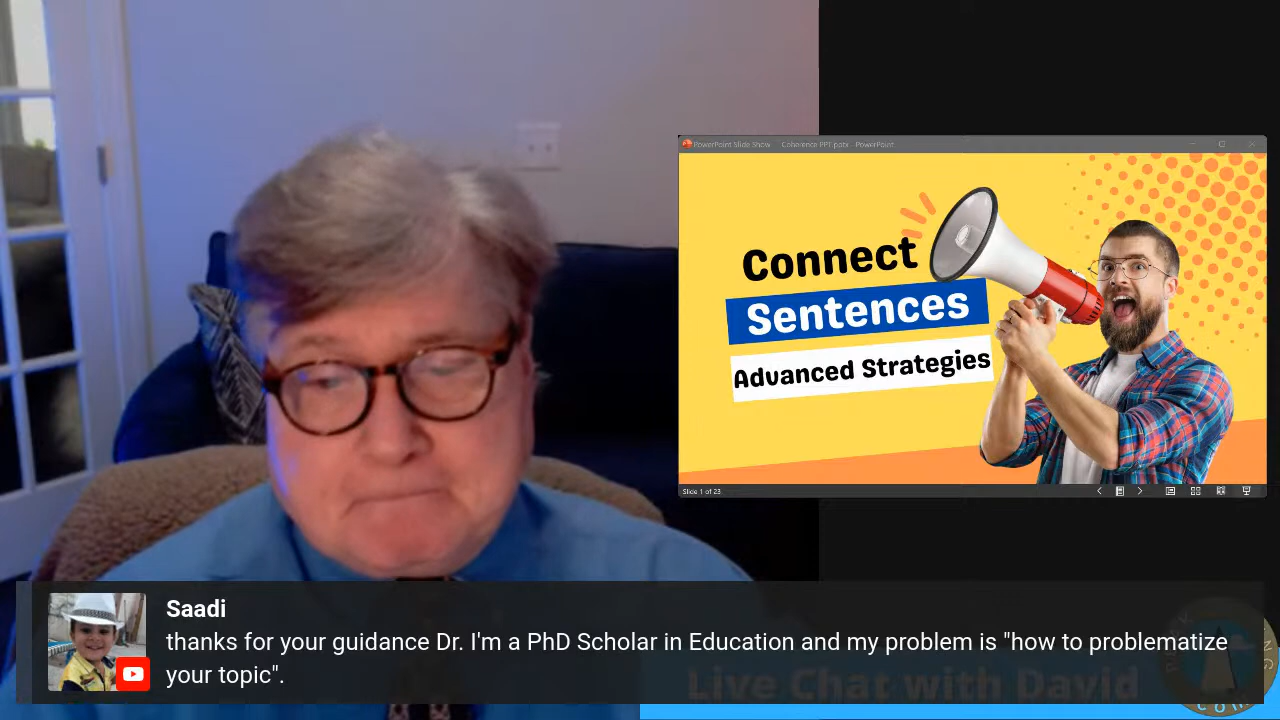 PowerPoint Slide Show - Coherence PPT.pptx - PowerPoint
Connect
Sentences
Advanced Strategies
Slide 1 of 23
Saadi
thanks for your guidance Dr. I'm a PhD Scholar in Education and my problem is "how to problematize
your topic".
Live Chat with David